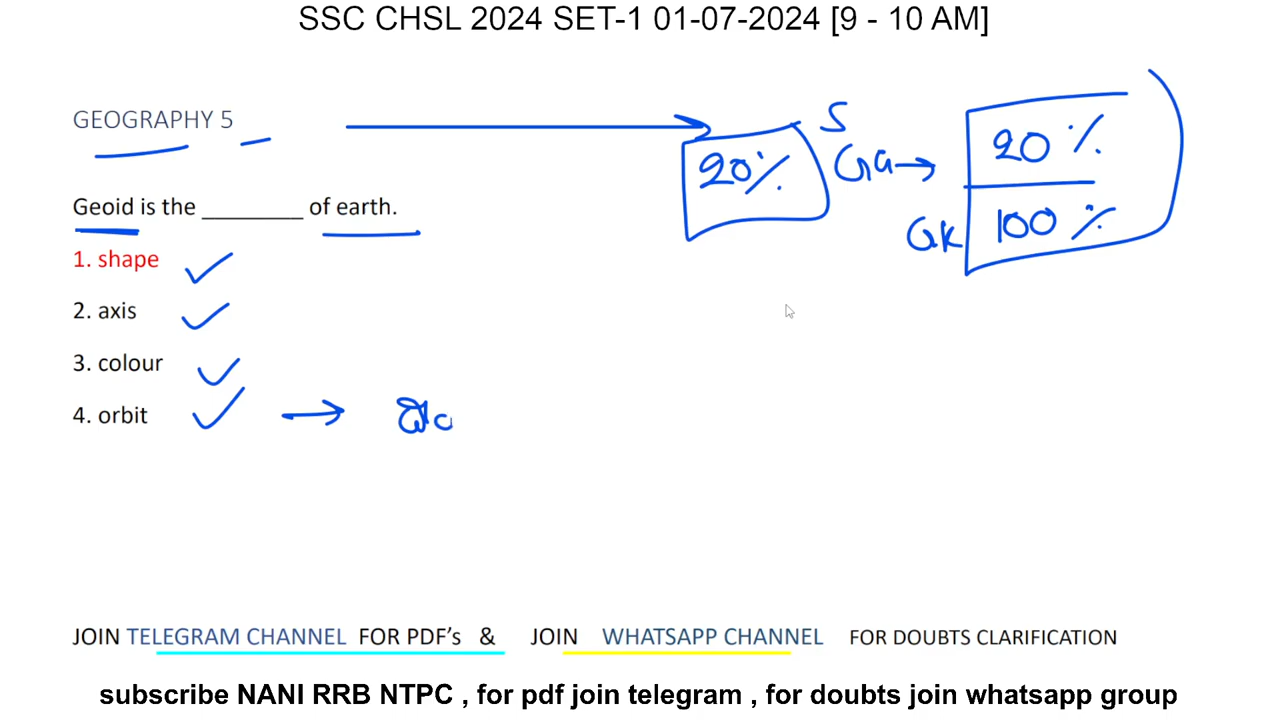 SSC CHSL 2024 SET-1 01-07-2024 [9 - 10 AM]
GEOGRAPHY 5
20%
S
GA→
20%
GK
100%
Geoid is the ________ of earth.
1. shape
2. axis
3. colour
4. orbit
JOIN TELEGRAM CHANNEL FOR PDF's & JOIN WHATSAPP CHANNEL FOR DOUBTS CLARIFICATION
subscribe NANI RRB NTPC , for pdf join telegram , for doubts join whatsapp group